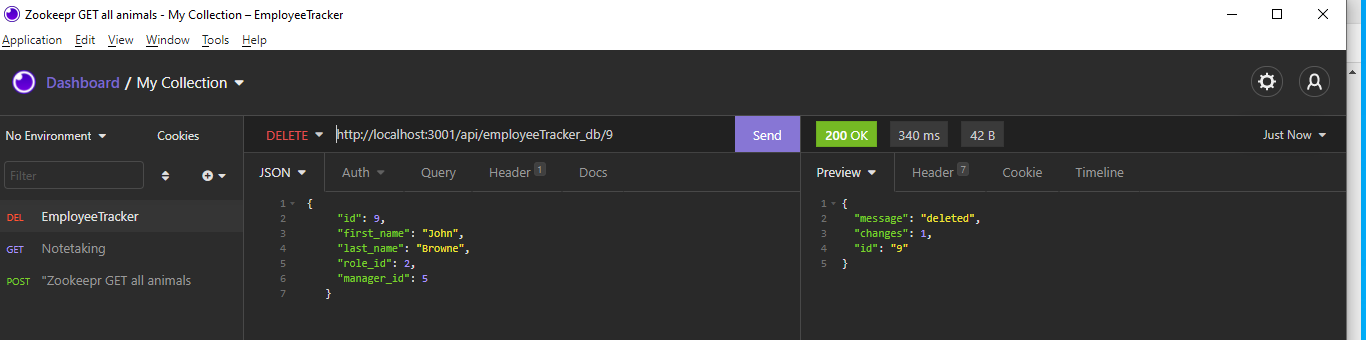 Zookeepr GET all animals - My Collection – EmployeeTracker
Application Edit View Window Tools Help
Dashboard / My Collection
No Environment Cookies
Filter
DEL EmployeeTracker
GET Notetaking
POST "Zookeepr GET all animals
DELETE http://localhost:3001/api/employeeTracker_db/9 Send
JSON Auth Query Header 1 Docs
1 {
2 "id": 9,
3 "first_name": "John",
4 "last_name": "Browne",
5 "role_id": 2,
6 "manager_id": 5
7 }
200 OK 340 ms 42 B Just Now
Preview Header 7 Cookie Timeline
1 {
2 "message": "deleted",
3 "changes": 1,
4 "id": "9"
5 }